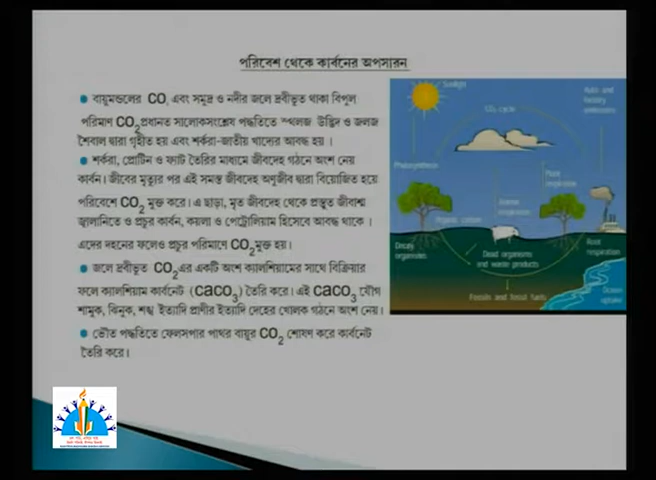 পরিবেশ থেকে কার্বনের অপসারন
বায়ুমন্ডলের CO, এবং সমুদ্র ও নদীর জলে দ্রবীভূত থাকা বিপুল
পরিমাণ CO2 প্রধানত সালোকসংশ্লেষ পদ্ধতিতে স্থলজ উদ্ভিদ ও জলজ
শৈবাল দ্বারা গৃহীত হয় এবং শর্করা-জাতীয় খাদ্যের আবদ্ধ হয় ।
শর্করা, প্রোটিন ও ফ্যাট তৈরির মাধ্যমে জীবদেহ গঠনে অংশ নেয়
কার্বন। জীবের মৃত্যুর পর এই সমস্ত জীবদেহ অণুজীব দ্বারা বিয়োজিত হয়ে
পরিবেশে CO2 মুক্ত করে। এ ছাড়া, মৃত জীবদেহ থেকে প্রস্তুত জীবাশ্ম
জ্বালানিতে ও প্রচুর কার্বন, কয়লা ও পেট্রোলিয়াম হিসেবে আবদ্ধ থাকে ।
এদের দহনের ফলেও প্রচুর পরিমাণে CO2 মুক্ত হয়।
জলে দ্রবীভূত CO2 এর একটি অংশ ক্যালশিয়ামের সাথে বিক্রিয়ার
ফলে ক্যালশিয়াম কার্বনেট (caco3) তৈরি করে। এই caco3 যৌগ
শামুক, ঝিনুক, শঙ্খ ইত্যাদি প্রাণীর ইত্যাদি দেহের খোলক গঠনে অংশ নেয়।
ভৌত পদ্ধতিতে ফেলসপার পাথর বায়ুর CO2 শোষণ করে কার্বনেট
তৈরি করে।
Sunlight
CO2 cycle
Auto and
factory
emissions
Photosynthesis
Plant
respiration
Animal
respiration
Organic carbon
Decay
organisms
Dead organisms
and waste products
Root
respiration
Fossils and fossil fuels
Ocean
uptake